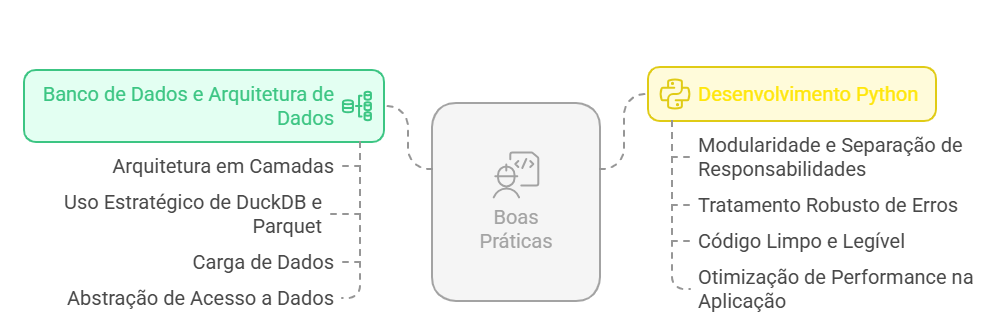 Banco de Dados e Arquitetura de
Dados
Arquitetura em Camadas
Uso Estratégico de DuckDB e
Parquet
Carga de Dados
Abstração de Acesso a Dados
Boas
Práticas
Desenvolvimento Python
Modularidade e Separação de
Responsabilidades
Tratamento Robusto de Erros
Código Limpo e Legível
Otimização de Performance na
Aplicação